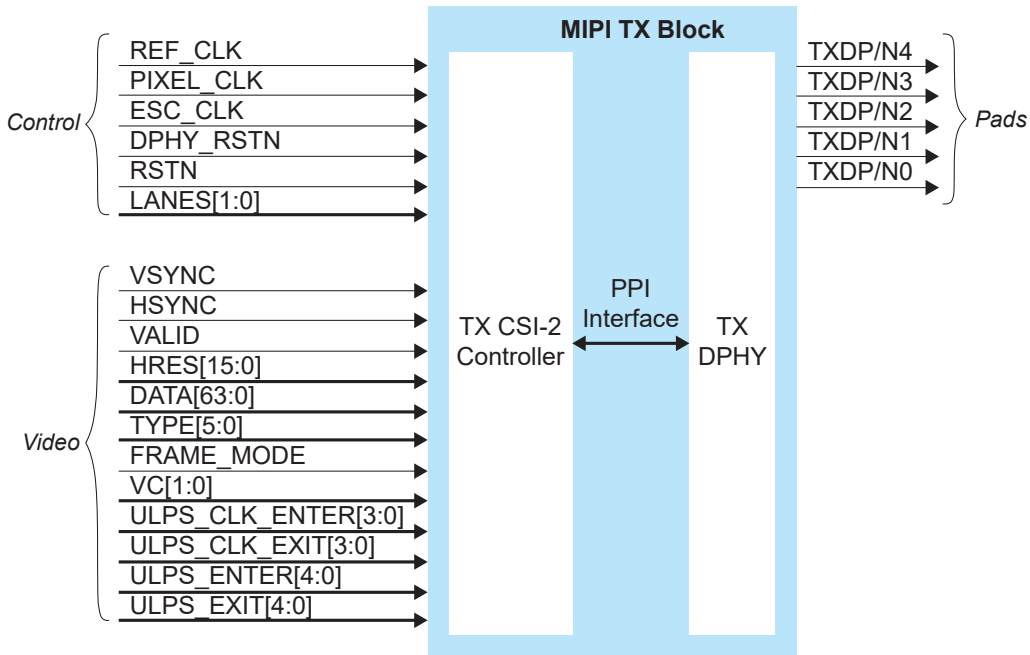 MIPI TX Block
Control
REF_CLK
PIXEL_CLK
ESC_CLK
DPHY_RSTN
RSTN
LANES[1:0]
Video
VSYNC
HSYNC
VALID
HRES[15:0]
DATA[63:0]
TYPE[5:0]
FRAME_MODE
VC[1:0]
ULPS_CLK_ENTER[3:0]
ULPS_CLK_EXIT[3:0]
ULPS_ENTER[4:0]
ULPS_EXIT[4:0]
TX CSI-2
Controller
PPI
Interface
TX
DPHY
TXDP/N4
TXDP/N3
TXDP/N2
TXDP/N1
TXDP/N0
Pads